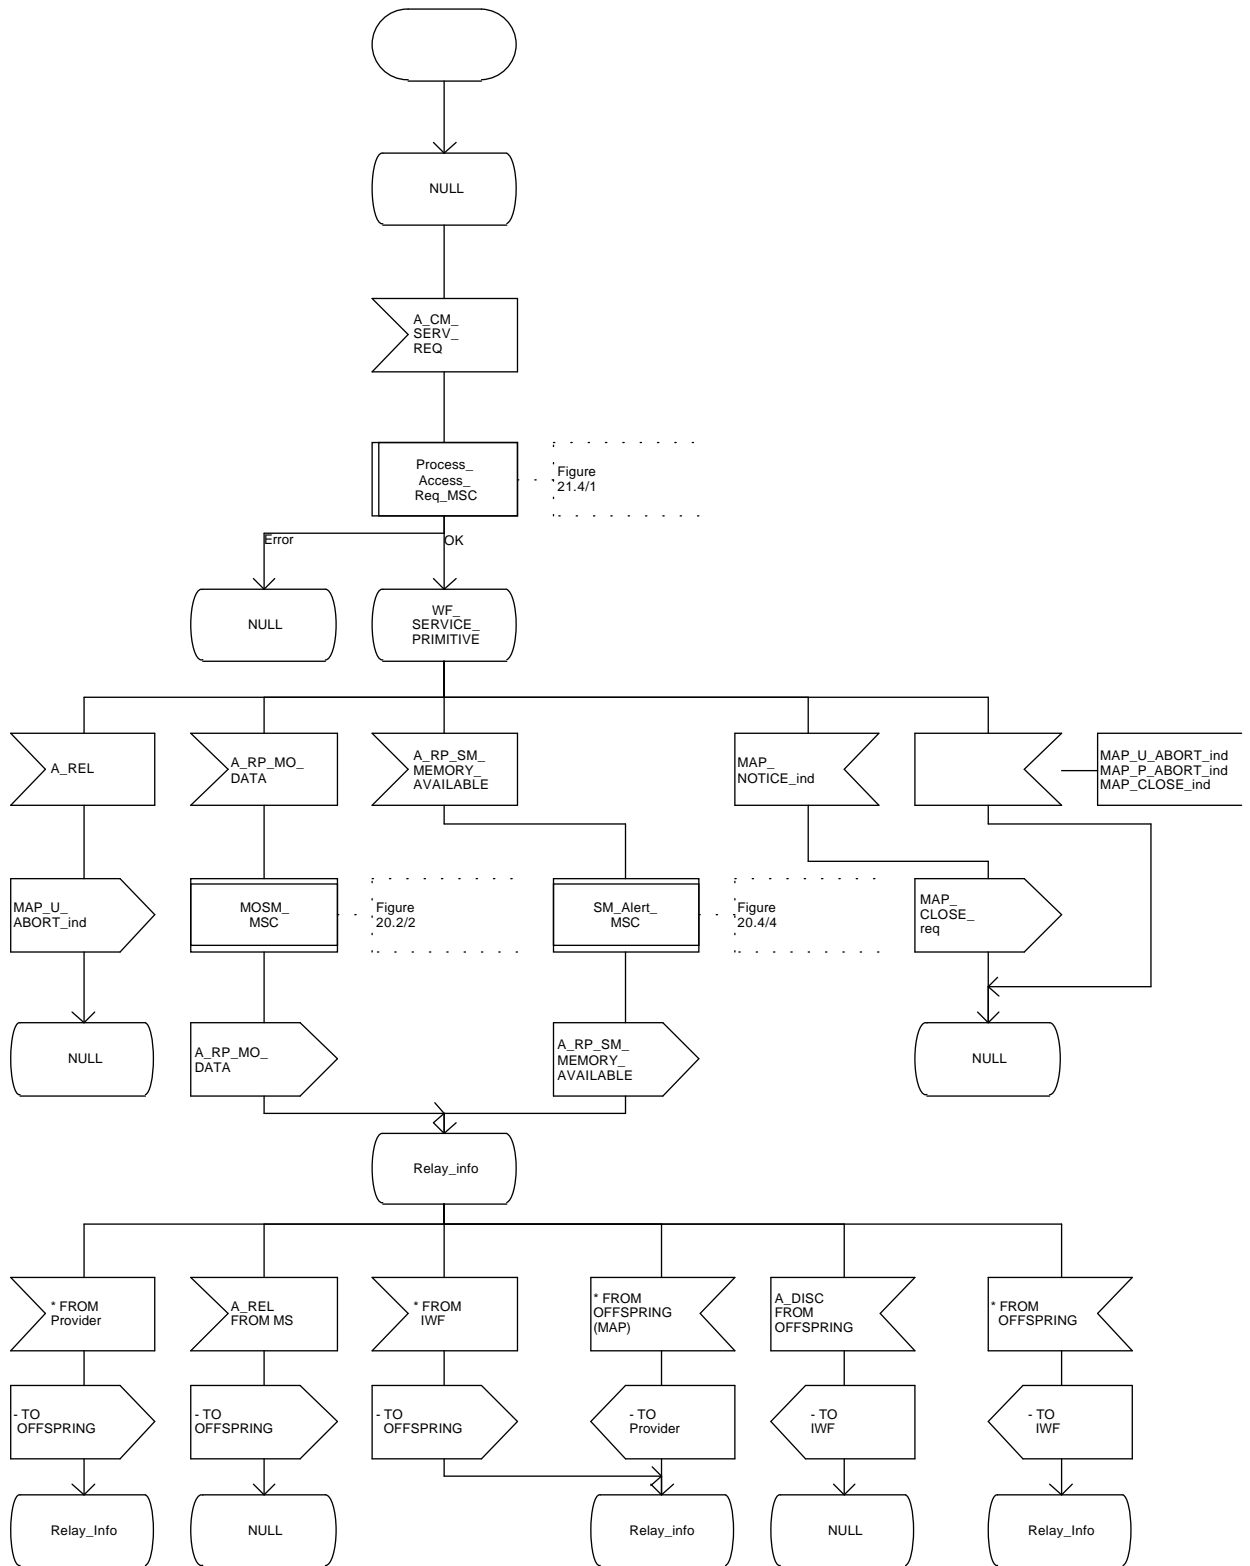 NULL
A_CM_
SERV_
REQ
Process_
Access_
Req_MSC
Figure
21.4/1
Error
OK
NULL
WF_
SERVICE_
PRIMITIVE
A_REL
A_RP_MO_
DATA
A_RP_SM_
MEMORY_
AVAILABLE
MAP_
NOTICE_ind
MAP_U_ABORT_ind
MAP_P_ABORT_ind
MAP_CLOSE_ind
MAP_U_
ABORT_ind
MOSM_
MSC
Figure
20.2/2
SM_Alert_
MSC
Figure
20.4/4
MAP_
CLOSE_
req
NULL
A_RP_MO_
DATA
A_RP_SM_
MEMORY_
AVAILABLE
NULL
Relay_info
* FROM
Provider
A_REL
FROM MS
* FROM
IWF
* FROM
OFFSPRING
(MAP)
A_DISC
FROM
OFFSPRING
* FROM
OFFSPRING
- TO
OFFSPRING
- TO
OFFSPRING
- TO
OFFSPRING
- TO
Provider
- TO
IWF
- TO
IWF
Relay_Info
NULL
Relay_info
NULL
Relay_Info